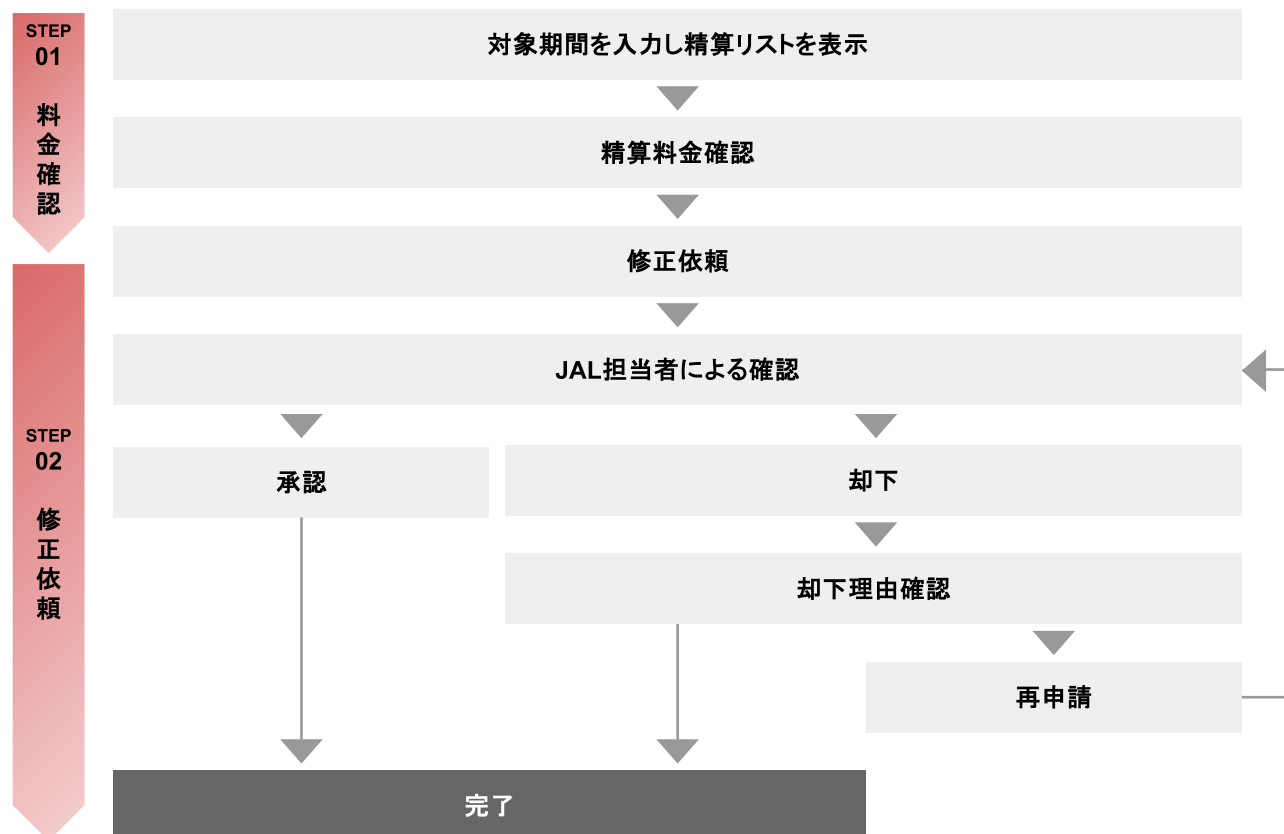 STEP
01
料金確認
対象期間を入力し精算リストを表示
精算料金確認
STEP
02
修正依頼
修正依頼
JAL担当者による確認
承認
却下
却下理由確認
再申請
完了